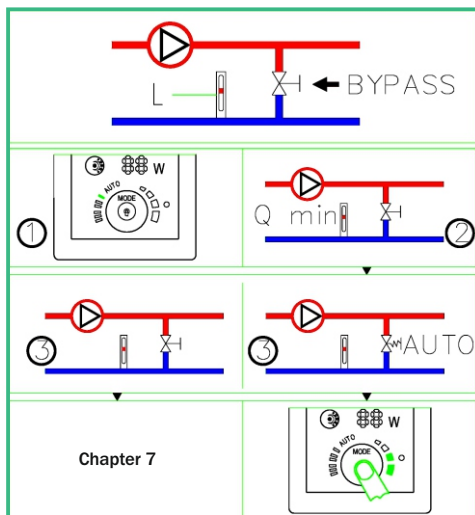 L
BYPASS
W
AUTO
MODE
1
Q min
2
3
3
AUTO
Chapter 7
W
AUTO
MODE